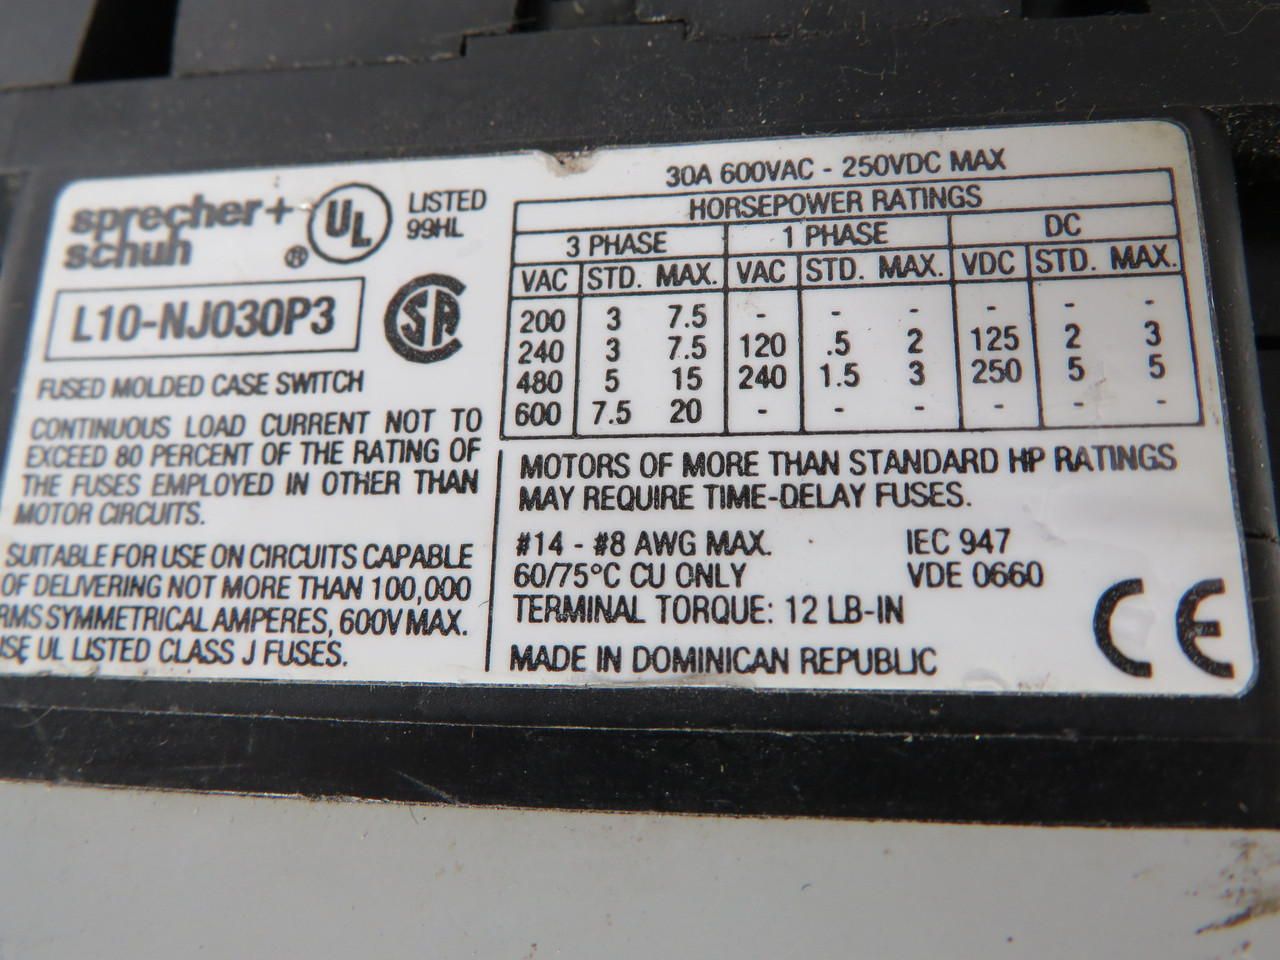 sprecher+
schuh
®
UL
LISTED
99HL
L10-NJ030P3
SA
FUSED MOLDED CASE SWITCH
CONTINUOUS LOAD CURRENT NOT TO
EXCEED 80 PERCENT OF THE RATING OF
THE FUSES EMPLOYED IN OTHER THAN
MOTOR CIRCUITS.
SUITABLE FOR USE ON CIRCUITS CAPABLE
OF DELIVERING NOT MORE THAN 100,000
RMS SYMMETRICAL AMPERES, 600V MAX.
USE UL LISTED CLASS J FUSES.
30A 600VAC - 250VDC MAX
HORSEPOWER RATINGS
3 PHASE 1 PHASE DC
VAC STD. MAX. VAC STD. MAX. VDC STD. MAX.
200 3 7.5 - - - - - -
240 3 7.5 120 .5 2 125 2 3
480 5 15 240 1.5 3 250 5 5
600 7.5 20 - - - - - -
MOTORS OF MORE THAN STANDARD HP RATINGS
MAY REQUIRE TIME-DELAY FUSES.
#14 - #8 AWG MAX. IEC 947
60/75°C CU ONLY VDE 0660
TERMINAL TORQUE: 12 LB-IN
MADE IN DOMINICAN REPUBLIC
CE